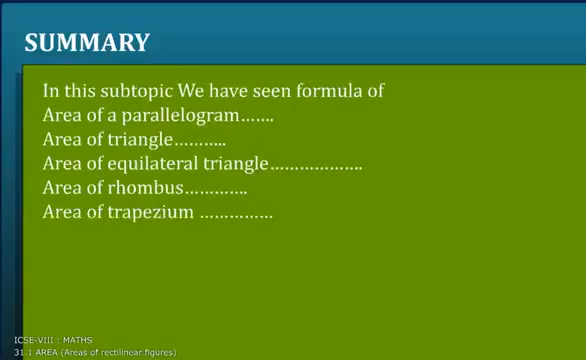 SUMMARY
In this subtopic We have seen formula of
Area of a parallelogram…….
Area of triangle………..
Area of equilateral triangle……………….
Area of rhombus………….
Area of trapezium ……………
ICSE-VIII : MATHS
31.1 AREA (Areas of rectilinear figures)